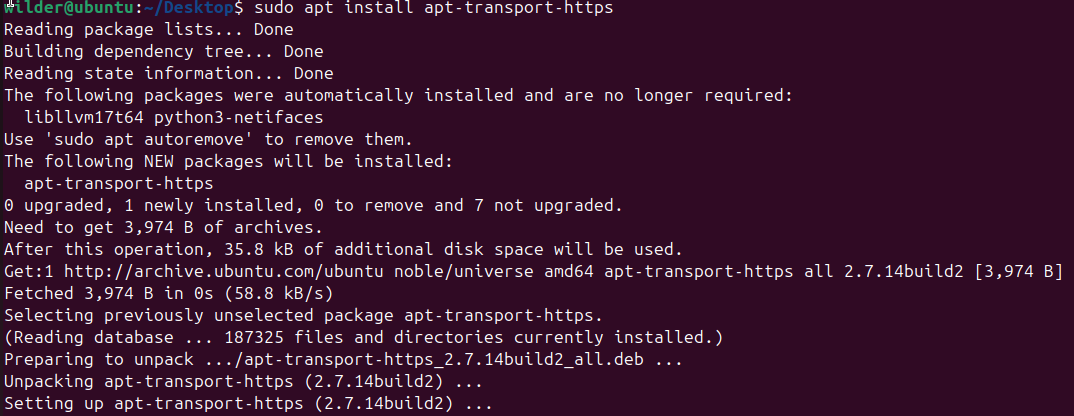 wilder@ubuntu:~/Desktop$ sudo apt install apt-transport-https
Reading package lists... Done
Building dependency tree... Done
Reading state information... Done
The following packages were automatically installed and are no longer required:
  libllvm17t64 python3-netifaces
Use 'sudo apt autoremove' to remove them.
The following NEW packages will be installed:
  apt-transport-https
0 upgraded, 1 newly installed, 0 to remove and 7 not upgraded.
Need to get 3,974 B of archives.
After this operation, 35.8 kB of additional disk space will be used.
Get:1 http://archive.ubuntu.com/ubuntu noble/universe amd64 apt-transport-https all 2.7.14build2 [3,974 B]
Fetched 3,974 B in 0s (58.8 kB/s)
Selecting previously unselected package apt-transport-https.
(Reading database ... 187325 files and directories currently installed.)
Preparing to unpack .../apt-transport-https_2.7.14build2_all.deb ...
Unpacking apt-transport-https (2.7.14build2) ...
Setting up apt-transport-https (2.7.14build2) ...